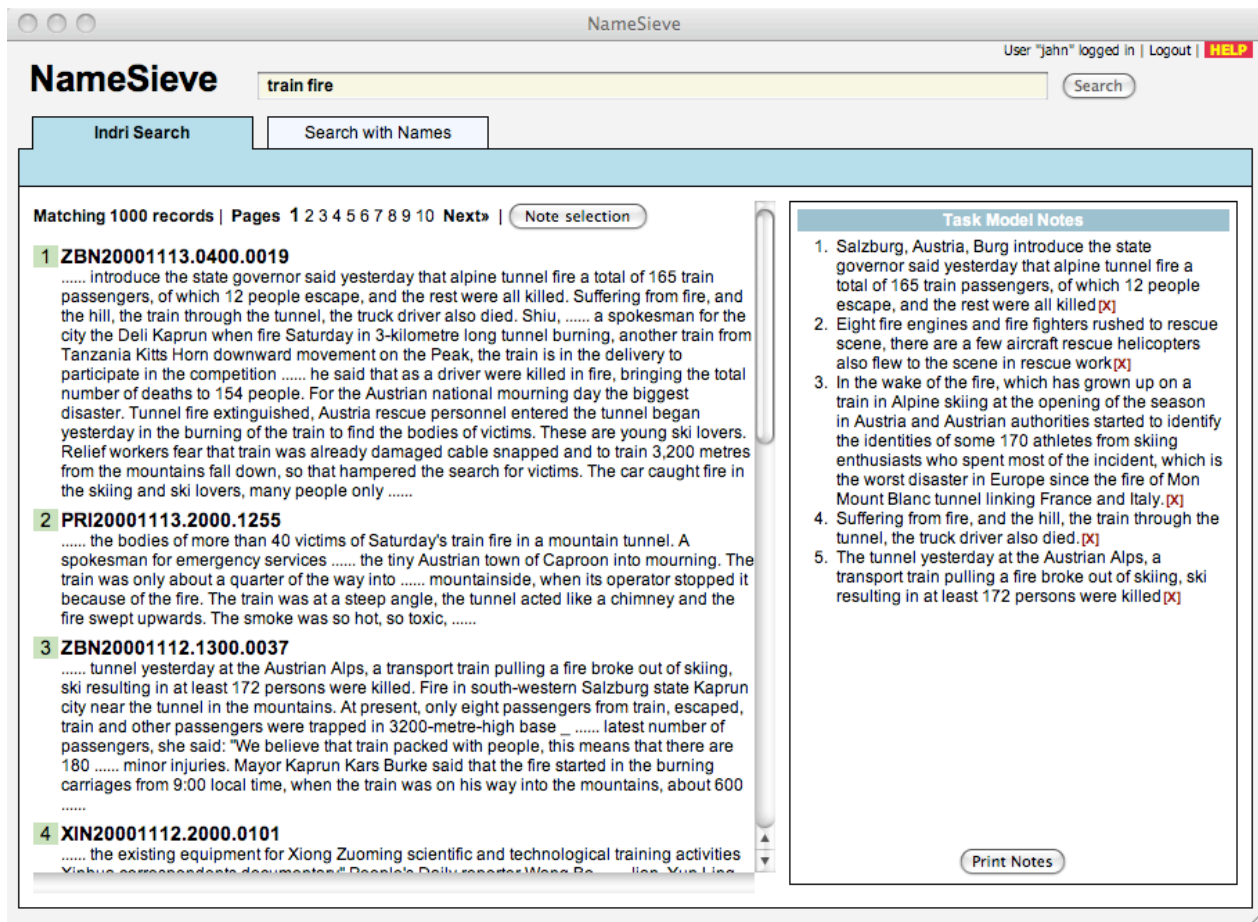 NameSieve
User "jahn" logged in | Logout | HELP
NameSieve
train fire
Search
Indri Search
Search with Names
Matching 1000 records | Pages 1 2 3 4 5 6 7 8 9 10 Next» | Note selection
1 ZBN20001113.0400.0019
...... introduce the state governor said yesterday that alpine tunnel fire a total of 165 train
passengers, of which 12 people escape, and the rest were all killed. Suffering from fire, and
the hill, the train through the tunnel, the truck driver also died. Shiu, ...... a spokesman for the
city the Deli Kaprun when fire Saturday in 3-kilometre long tunnel burning, another train from
Tanzania Kitts Horn downward movement on the Peak, the train is in the delivery to
participate in the competition ...... he said that as a driver were killed in fire, bringing the total
number of deaths to 154 people. For the Austrian national mourning day the biggest
disaster. Tunnel fire extinguished, Austria rescue personnel entered the tunnel began
yesterday in the burning of the train to find the bodies of victims. These are young ski lovers.
Relief workers fear that train was already damaged cable snapped and to train 3,200 metres
from the mountains fall down, so that hampered the search for victims. The car caught fire in
the skiing and ski lovers, many people only ......
2 PRI20001113.2000.1255
...... the bodies of more than 40 victims of Saturday's train fire in a mountain tunnel. A
spokesman for emergency services ...... the tiny Austrian town of Caproon into mourning. The
train was only about a quarter of the way into ...... mountainside, when its operator stopped it
because of the fire. The train was at a steep angle, the tunnel acted like a chimney and the
fire swept upwards. The smoke was so hot, so toxic, ......
3 ZBN20001112.1300.0037
...... tunnel yesterday at the Austrian Alps, a transport train pulling a fire broke out of skiing,
ski resulting in at least 172 persons were killed. Fire in south-western Salzburg state Kaprun
city near the tunnel in the mountains. At present, only eight passengers from train, escaped,
train and other passengers were trapped in 3200-metre-high base _ ...... latest number of
passengers, she said: "We believe that train packed with people, this means that there are
180 ...... minor injuries. Mayor Kaprun Kars Burke said that the fire started in the burning
carriages from 9:00 local time, when the train was on his way into the mountains, about 600
......
4 XIN20001112.2000.0101
...... the existing equipment for Xiong Zuoming scientific and technological training activities
Task Model Notes
1. Salzburg, Austria, Burg introduce the state
governor said yesterday that alpine tunnel fire a
total of 165 train passengers, of which 12 people
escape, and the rest were all killed[X]
2. Eight fire engines and fire fighters rushed to rescue
scene, there are a few aircraft rescue helicopters
also flew to the scene in rescue work[X]
3. In the wake of the fire, which has grown up on a
train in Alpine skiing at the opening of the season
in Austria and Austrian authorities started to identify
the identities of some 170 athletes from skiing
enthusiasts who spent most of the incident, which is
the worst disaster in Europe since the fire of Mon
Mount Blanc tunnel linking France and Italy.[X]
4. Suffering from fire, and the hill, the train through the
tunnel, the truck driver also died.[X]
5. The tunnel yesterday at the Austrian Alps, a
transport train pulling a fire broke out of skiing, ski
resulting in at least 172 persons were killed[X]
Print Notes